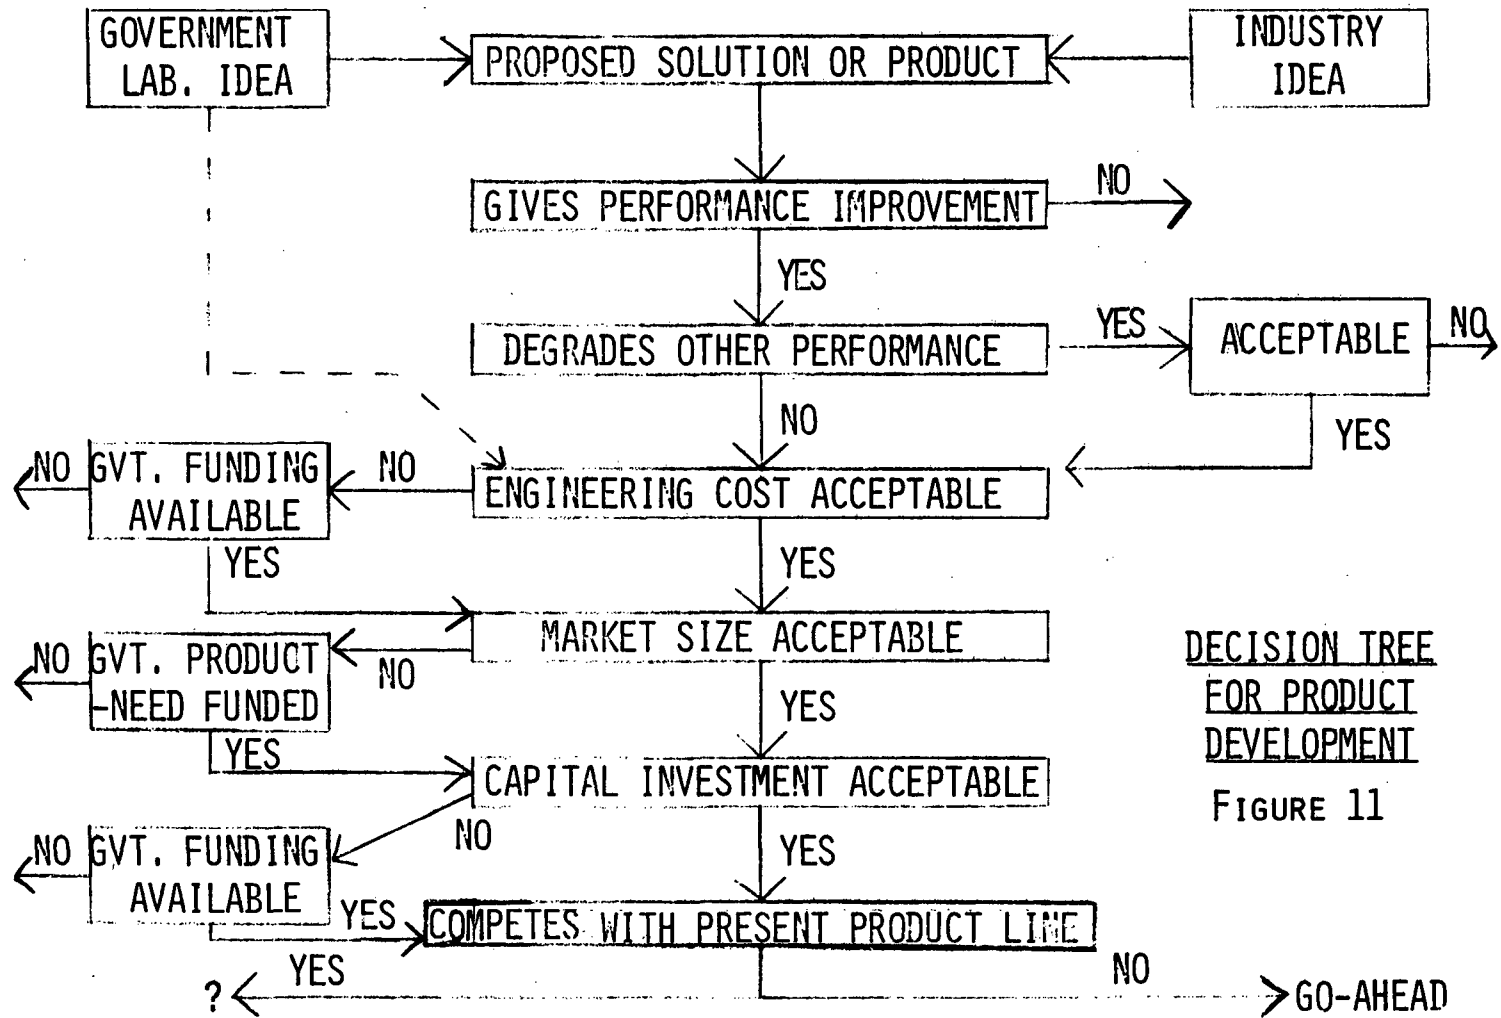 GOVERNMENT
LAB. IDEA
PROPOSED SOLUTION OR PRODUCT
INDUSTRY
IDEA
GIVES PERFORMANCE IMPROVEMENT
NO
YES
DEGRADES OTHER PERFORMANCE
YES
ACCEPTABLE
NO
NO
YES
NO
GVT. FUNDING
AVAILABLE
NO
ENGINEERING COST ACCEPTABLE
YES
YES
MARKET SIZE ACCEPTABLE
NO
GVT. PRODUCT
-NEED FUNDED
NO
YES
YES
CAPITAL INVESTMENT ACCEPTABLE
NO
NO
GVT. FUNDING
AVAILABLE
YES
YES
COMPETES WITH PRESENT PRODUCT LINE
YES
NO
?
GO-AHEAD
DECISION TREE
FOR PRODUCT
DEVELOPMENT
FIGURE 11